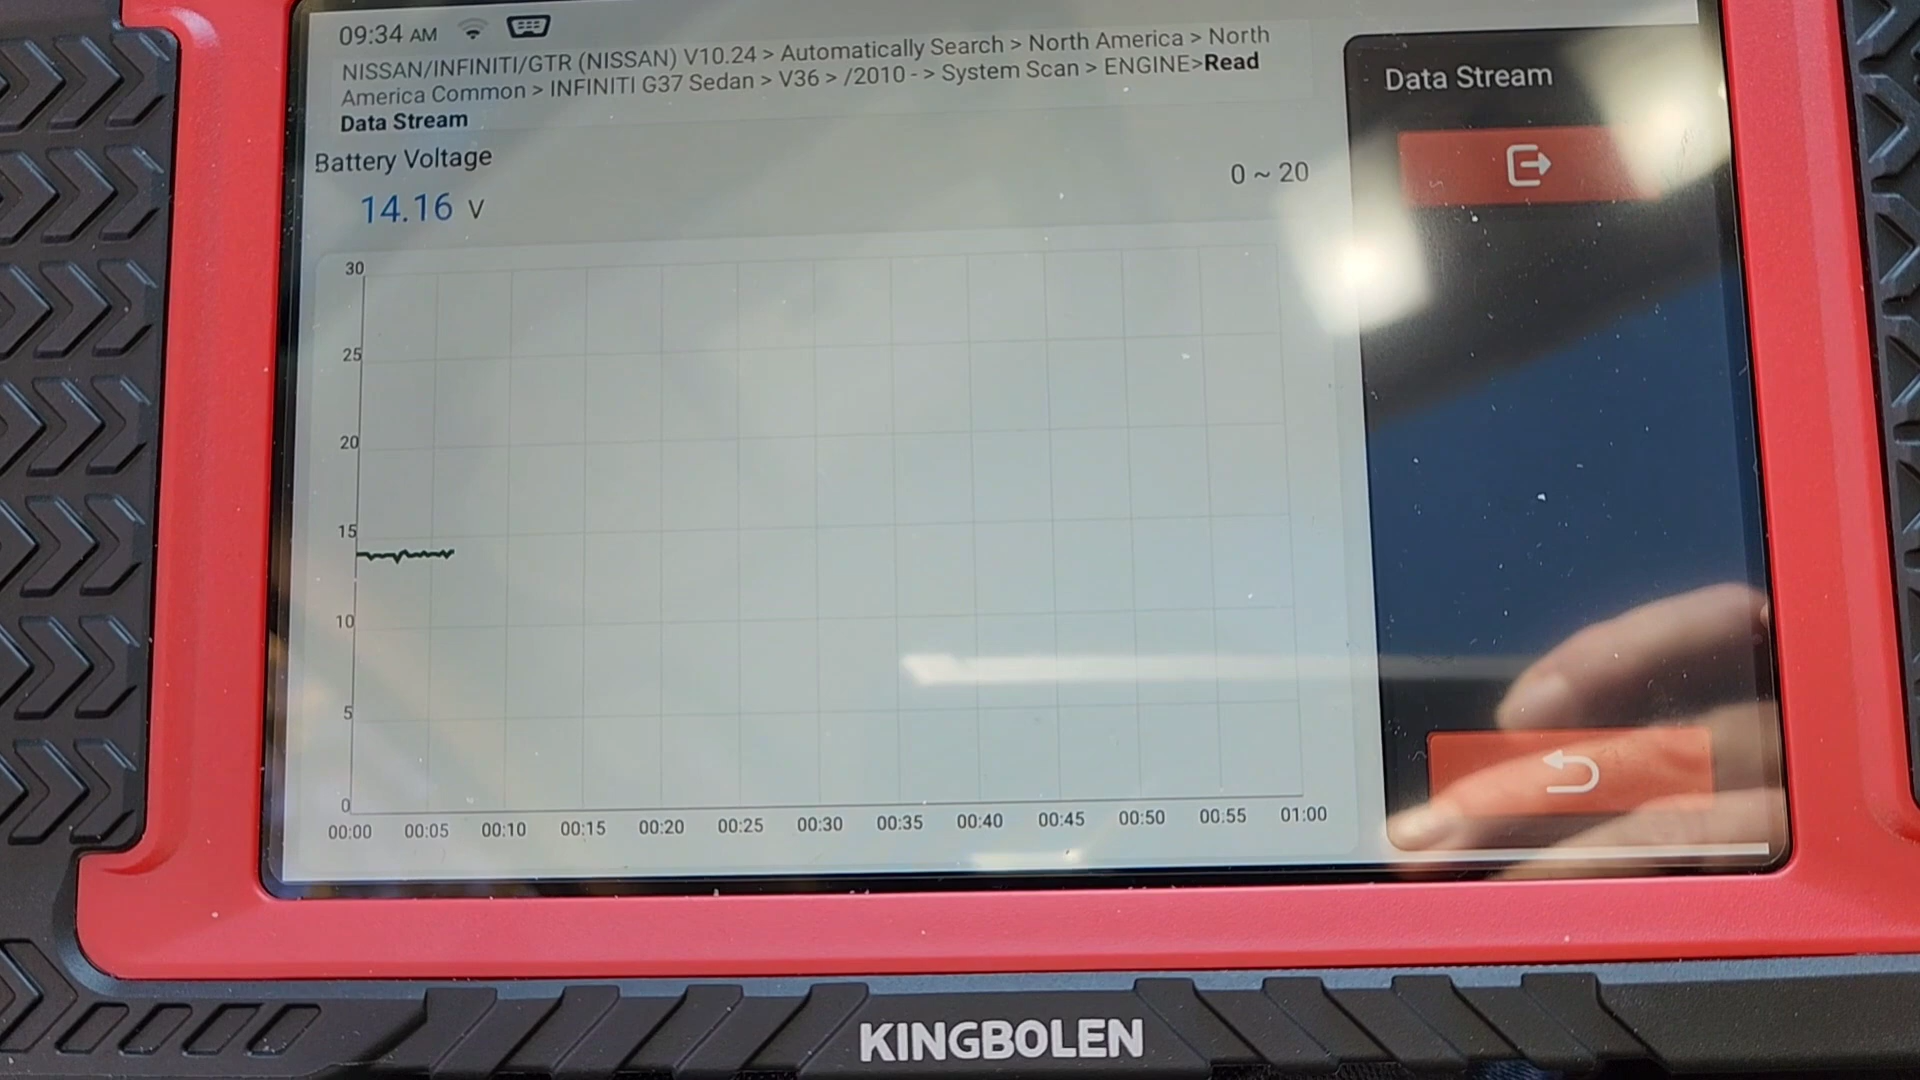 09:34 AM
NISSAN/INFINITI/GTR (NISSAN) V10.24 > Automatically Search > North America > North
America Common > INFINITI G37 Sedan > V36 > /2010 - > System Scan > ENGINE>Read
Data Stream
Data Stream
Battery Voltage
14.16 V
0 ~ 20
30
25
20
15
10
5
0
00:00 00:05 00:10 00:15 00:20 00:25 00:30 00:35 00:40 00:45 00:50 00:55 01:00
KINGBOLEN